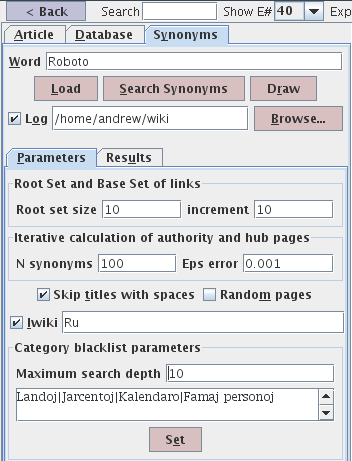 < Back Search Show E# 40 Exp
Article Database Synonyms
Word Roboto
Load Search Synonyms Draw
Log /home/andrew/wiki Browse...
Parameters Results
Root Set and Base Set of links
Root set size 10 increment 10
Iterative calculation of authority and hub pages
N synonyms 100 Eps error 0.001
Skip titles with spaces Random pages
Iwiki Ru
Category blacklist parameters
Maximum search depth 10
Landoj|Jarcentoj|Kalendaro|Famaj personoj
Set